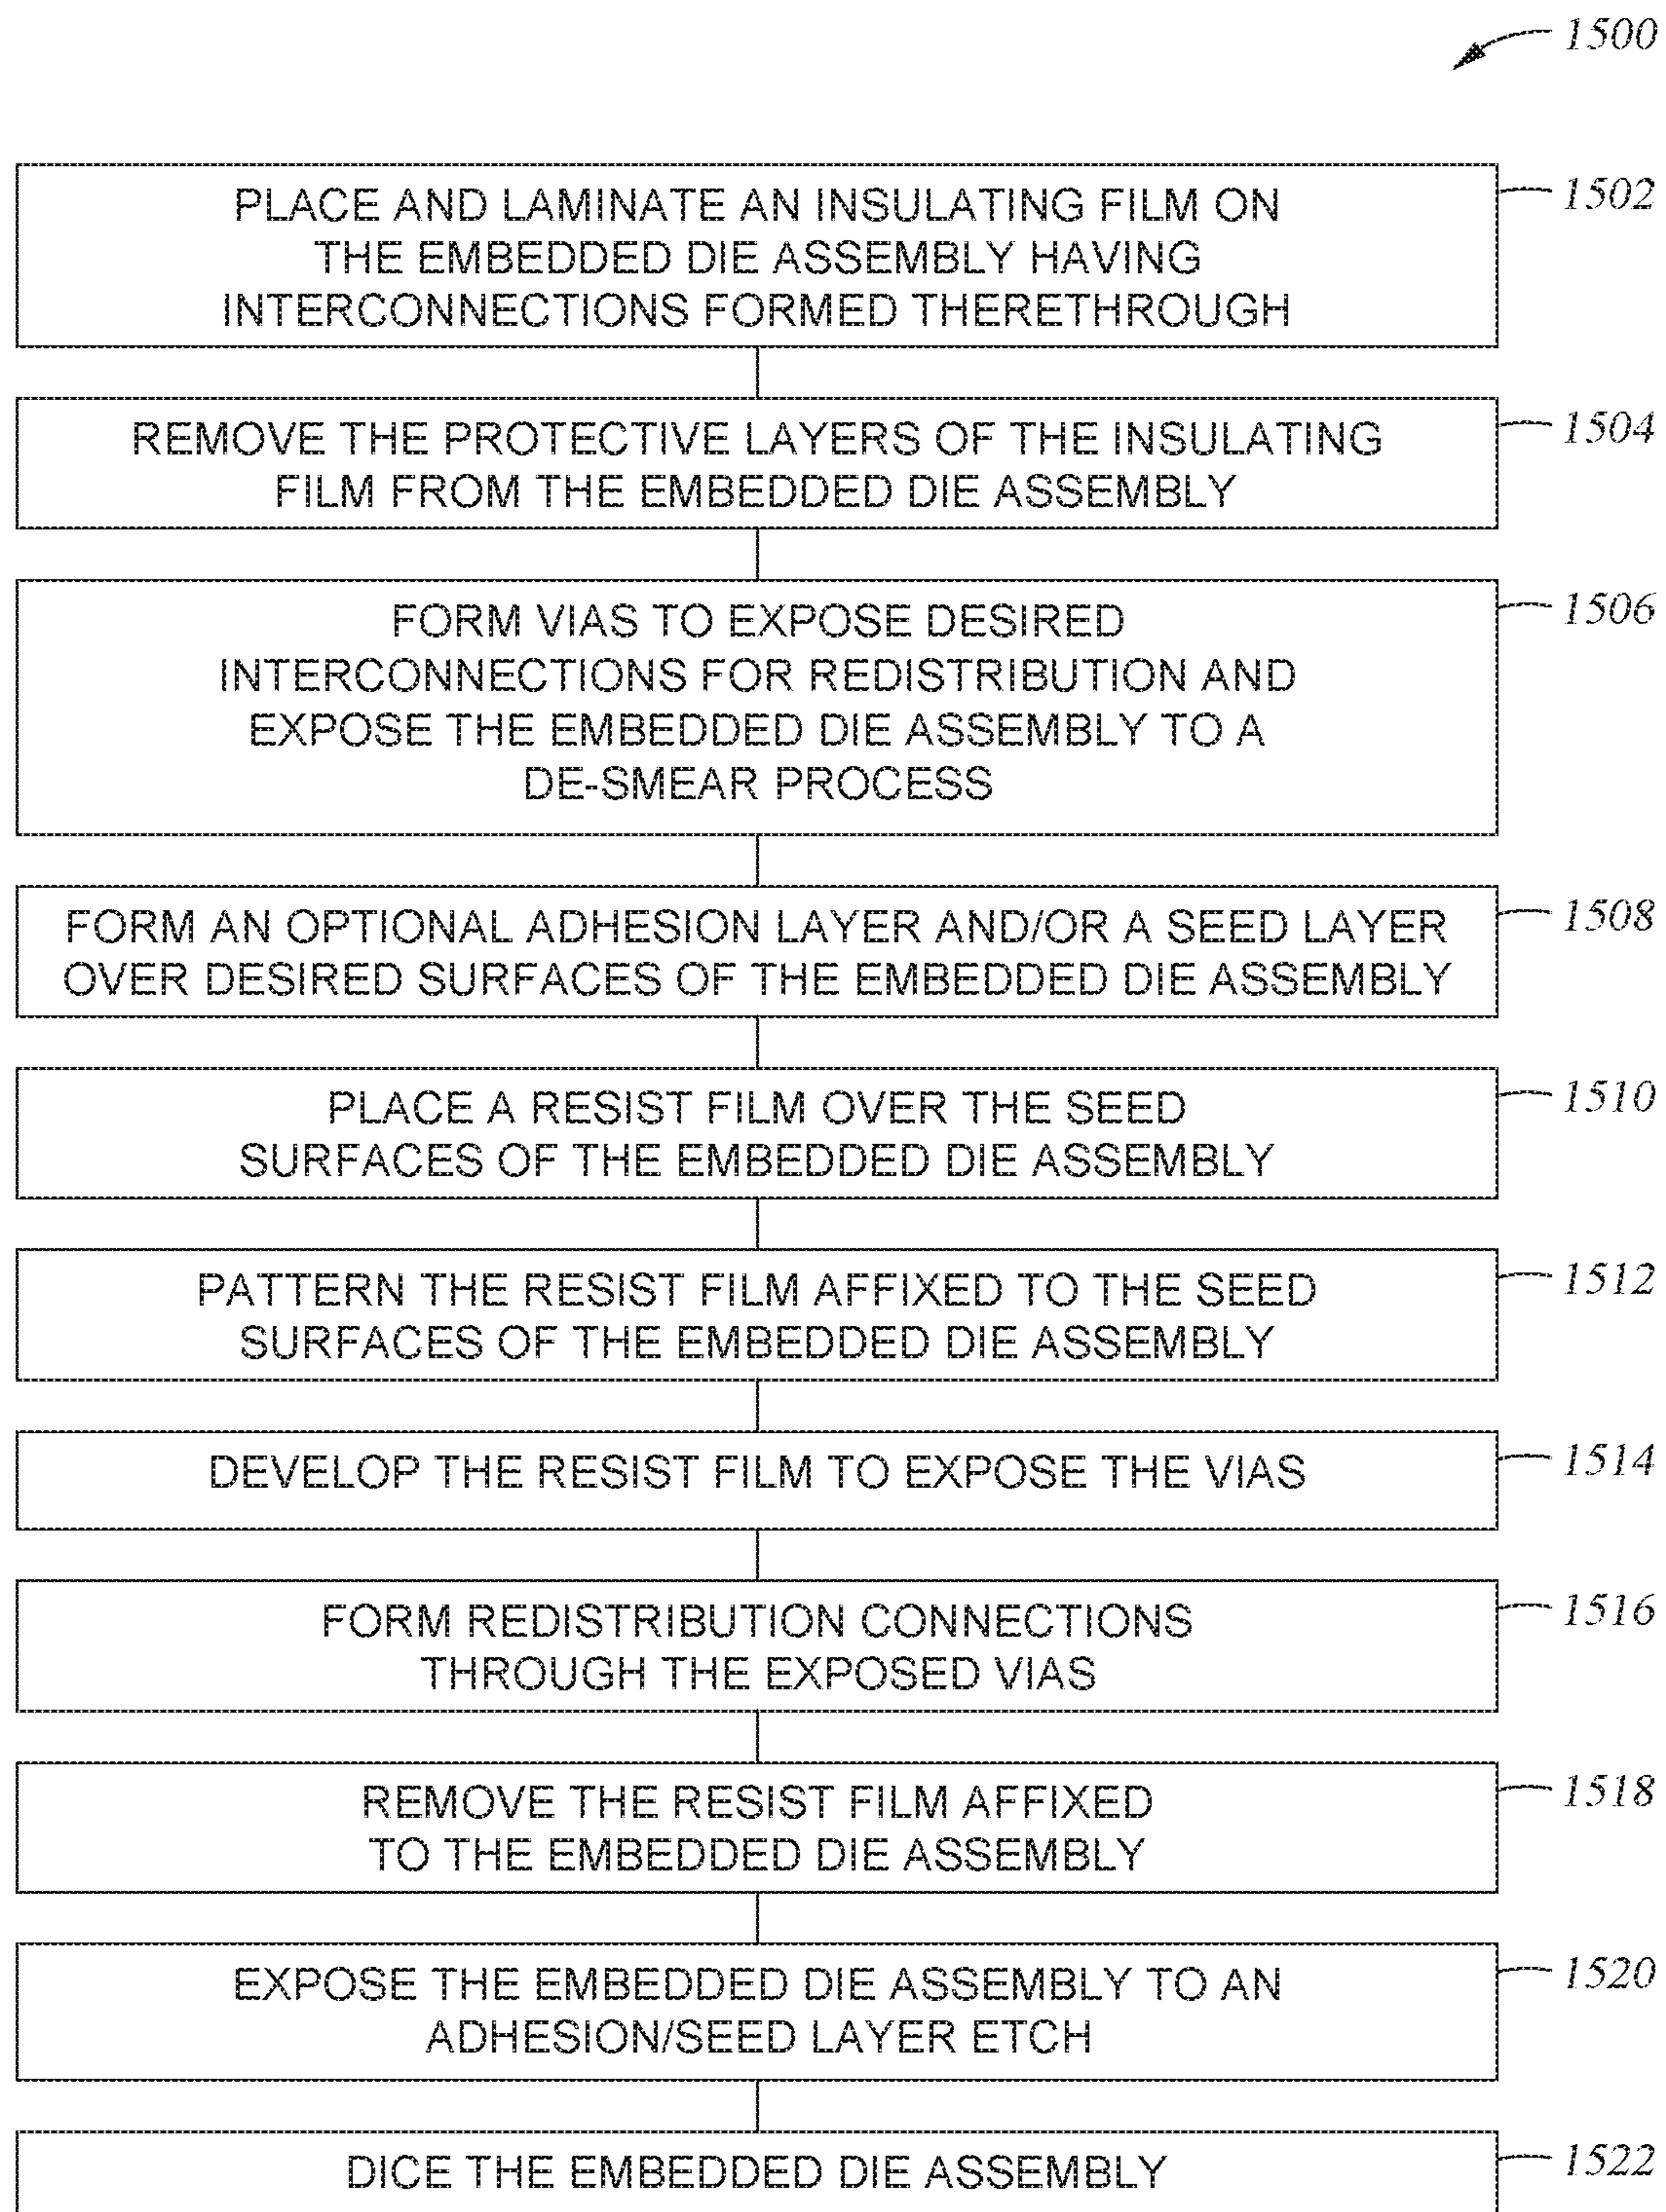 1500
PLACE AND LAMINATE AN INSULATING FILM ON
THE EMBEDDED DIE ASSEMBLY HAVING
INTERCONNECTIONS FORMED THERETHROUGH
1502
REMOVE THE PROTECTIVE LAYERS OF THE INSULATING
FILM FROM THE EMBEDDED DIE ASSEMBLY
1504
FORM VIAS TO EXPOSE DESIRED
INTERCONNECTIONS FOR REDISTRIBUTION AND
EXPOSE THE EMBEDDED DIE ASSEMBLY TO A
DE-SMEAR PROCESS
1506
FORM AN OPTIONAL ADHESION LAYER AND/OR A SEED LAYER
OVER DESIRED SURFACES OF THE EMBEDDED DIE ASSEMBLY
1508
PLACE A RESIST FILM OVER THE SEED
SURFACES OF THE EMBEDDED DIE ASSEMBLY
1510
PATTERN THE RESIST FILM AFFIXED TO THE SEED
SURFACES OF THE EMBEDDED DIE ASSEMBLY
1512
DEVELOP THE RESIST FILM TO EXPOSE THE VIAS
1514
FORM REDISTRIBUTION CONNECTIONS
THROUGH THE EXPOSED VIAS
1516
REMOVE THE RESIST FILM AFFIXED
TO THE EMBEDDED DIE ASSEMBLY
1518
EXPOSE THE EMBEDDED DIE ASSEMBLY TO AN
ADHESION/SEED LAYER ETCH
1520
DICE THE EMBEDDED DIE ASSEMBLY
1522